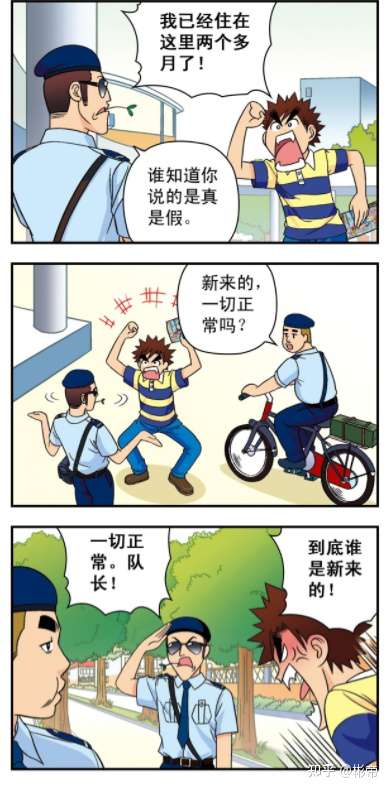 我已经住在
这里两个多
月了！
谁知道你
说的是真
是假。
新来的，
一切正
常吗？
一切正
常。队
长！
到底谁
是新来
的！
知乎 @彬帝